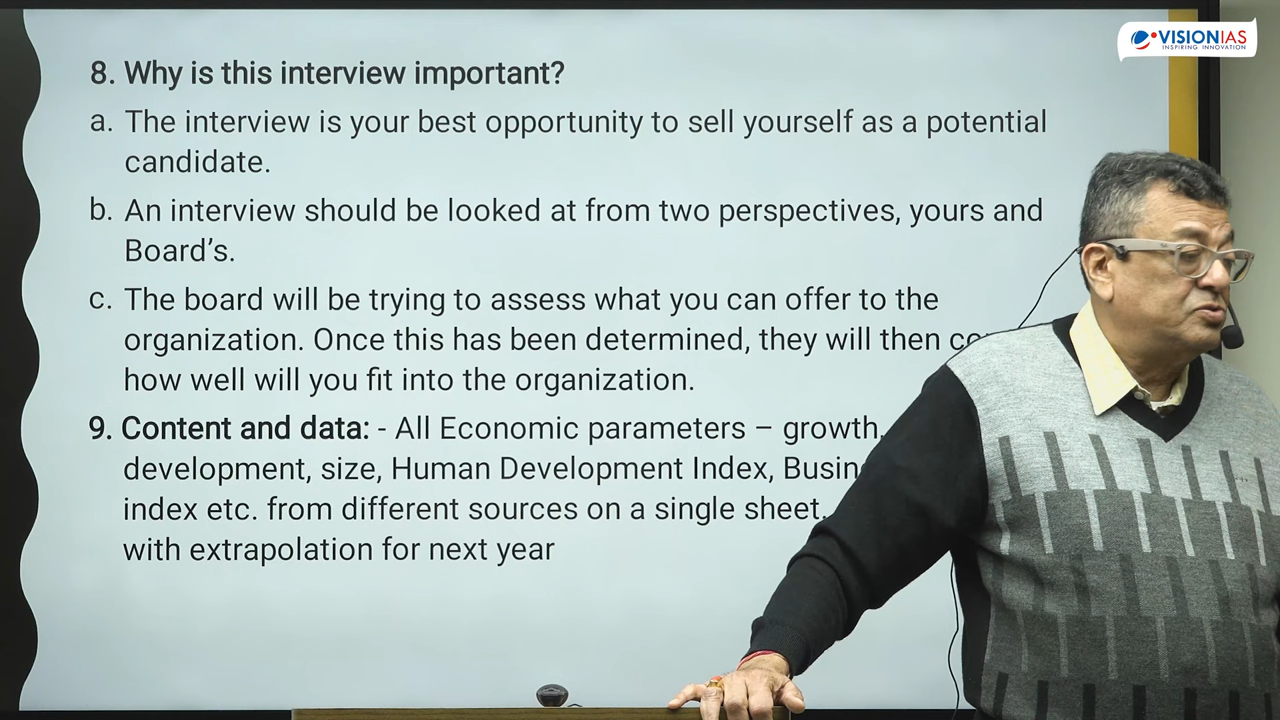 VISIONIAS
INSPIRING INNOVATION
8. Why is this interview important?
a. The interview is your best opportunity to sell yourself as a potential
candidate.
b. An interview should be looked at from two perspectives, yours and
Board’s.
c. The board will be trying to assess what you can offer to the
organization. Once this has been determined, they will then
how well will you fit into the organization.
9. Content and data: - All Economic parameters – growth,
development, size, Human Development Index,
index etc. from different sources on a single sheet.
with extrapolation for next year